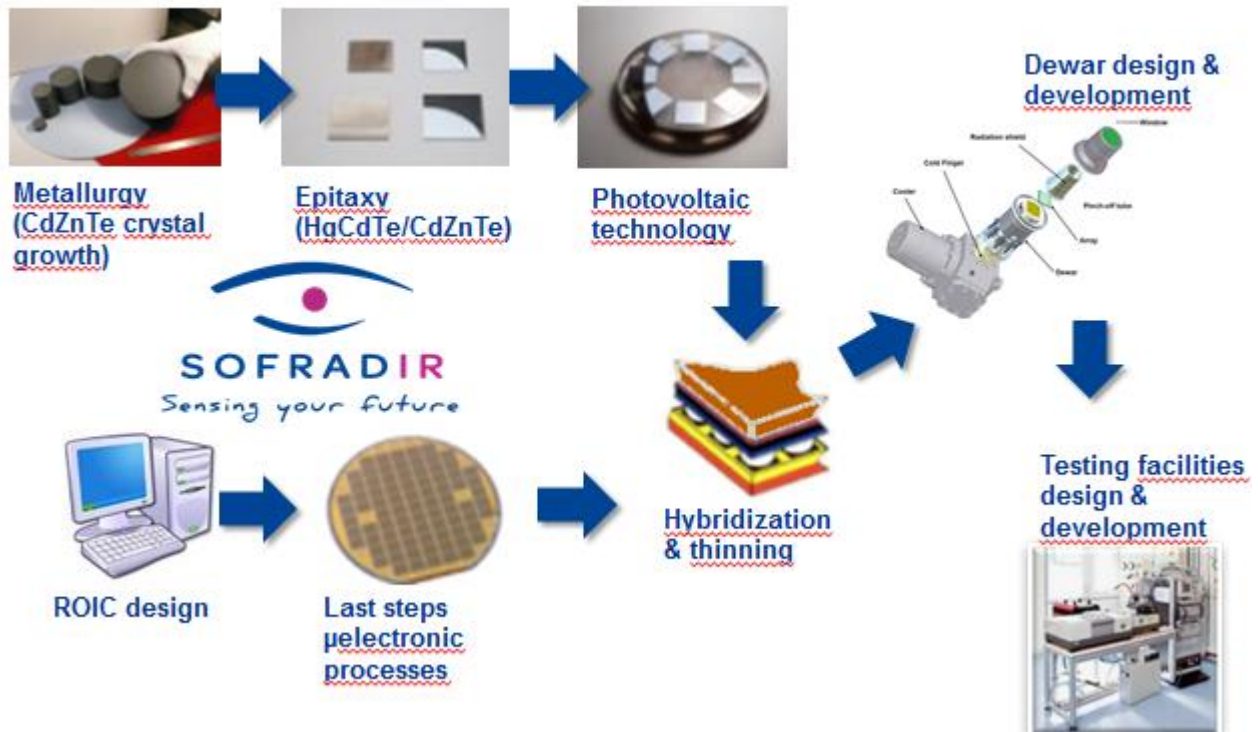 Metallurgy
(CdZnTe crystal
growth)
Epitaxy
(HgCdTe/CdZnTe)
Photovoltaic
technology
Dewar design &
development
Window
Radiation shield
Cold Finger
Cooler
Pinch-off tube
Array
Dewar
SOFRADIR
Sensing your future
ROIC design
Last steps
µelectronic
processes
Hybridization
& thinning
Testing facilities
design &
development